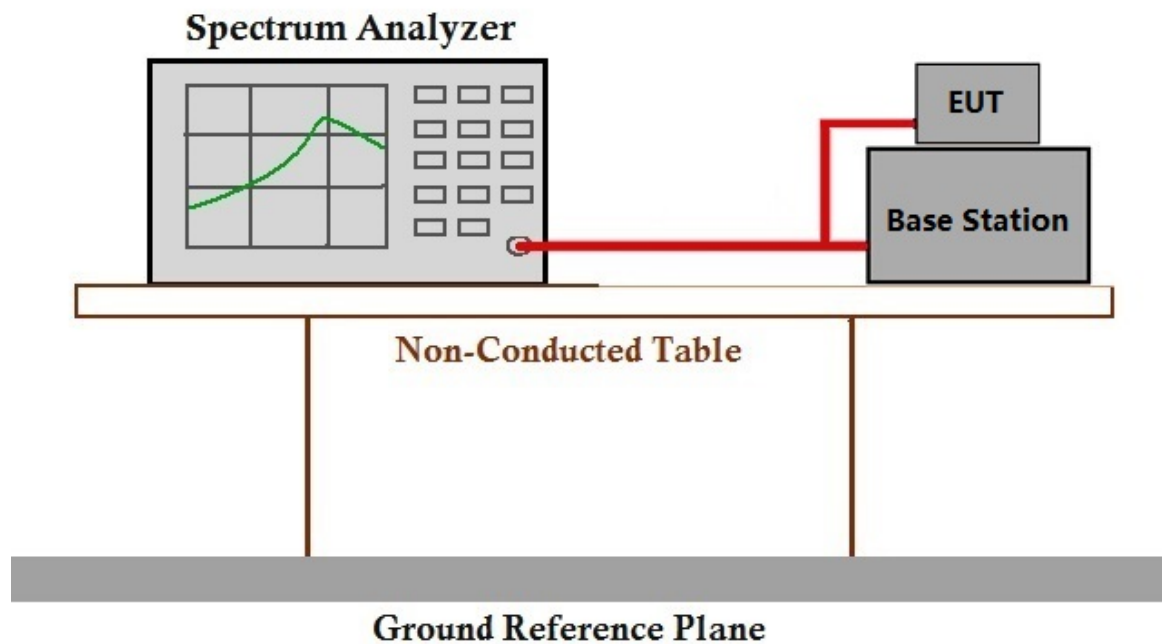 Spectrum Analyzer
EUT
Base Station
Non-Conducted Table
Ground Reference Plane